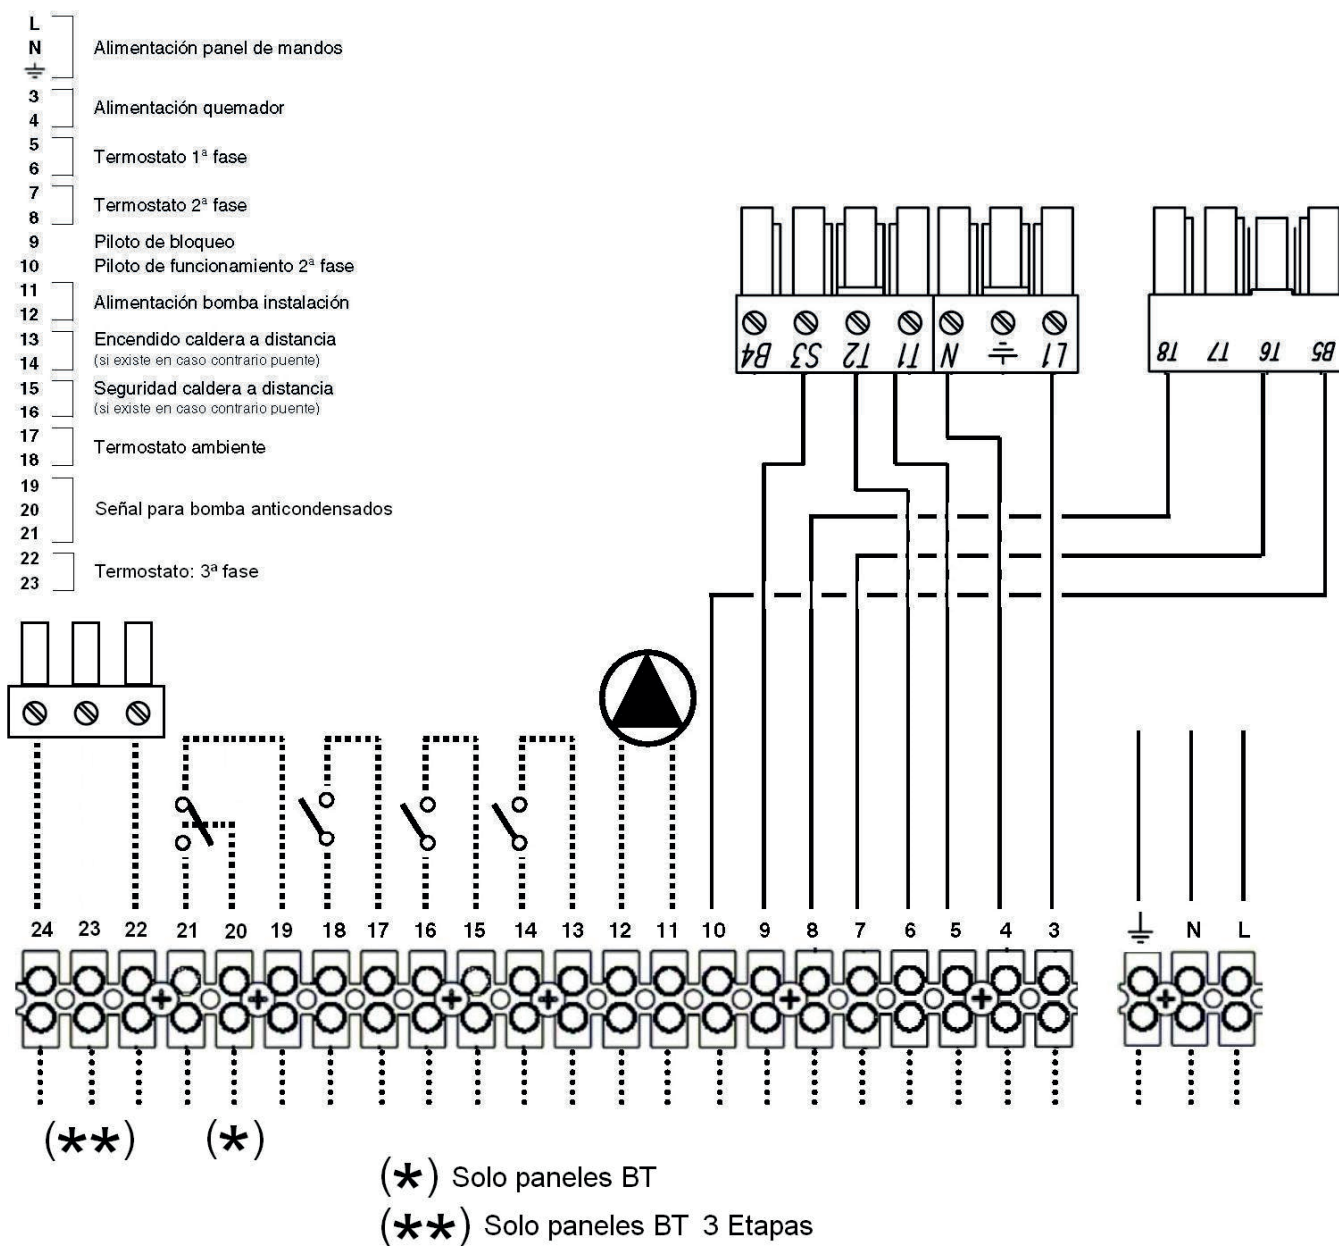 L
N
Alimentación panel de mandos
3
4
Alimentación quemador
5
6
Termostato 1ª fase
7
8
Termostato 2ª fase
9 Piloto de bloqueo
10 Piloto de funcionamiento 2ª fase
11
12
Alimentación bomba instalación
13 Encendido caldera a distancia
14 (si existe en caso contrario puente)
15 Seguridad caldera a distancia
16 (si existe en caso contrario puente)
17
18
Termostato ambiente
19
20 Señal para bomba anticondensados
21
22
23
Termostato: 3ª fase
B4 S3 T2 T1 N L1
T8 T7 T6 B5
24 23 22 21 20 19 18 17 16 15 14 13 12 11 10 9 8 7 6 5 4 3 N L
(**) (*)
(*) Solo paneles BT
(**) Solo paneles BT 3 Etapas